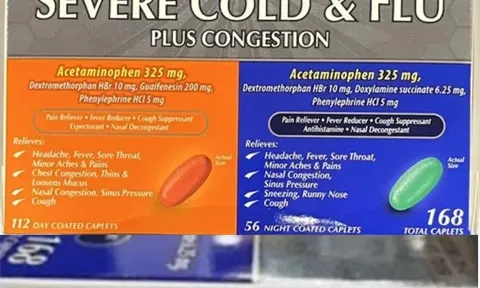 SEVERE COLD & FLU
PLUS CONGESTION
Acetaminophen 325 mg,
Dextromethorphan HBr 10 mg, Guaifenesin 200 mg,
Phenylephrine HCl 5 mg
Pain Reliever • Fever Reducer • Cough Suppressant
Expectorant • Nasal Decongestant
Relieves:
Headache, Fever, Sore Throat,
Minor Aches & Pains
Chest Congestion, Thins &
Loosens Mucus
Nasal Congestion, Sinus Pressure
Cough
Actual
Size
112 DAY COATED CAPLETS
Acetaminophen 325 mg,
Dextromethorphan HBr 10 mg, Doxylamine succinate 6.25 mg,
Phenylephrine HCl 5 mg
Pain Reliever • Fever Reducer • Cough Suppressant
Antihistamine • Nasal Decongestant
Relieves:
Headache, Fever, Sore Throat,
Minor Aches & Pains
Nasal Congestion,
Sinus Pressure
Sneezing, Runny Nose
Cough
Actual
Size
56 NIGHT COATED CAPLETS
168
TOTAL CAPLETS
168